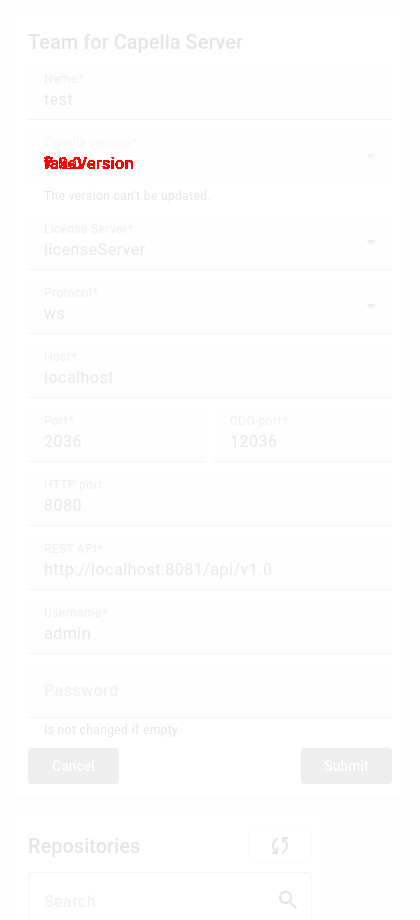 Team for Capella Server
Name*
test
Capella version*
The version can't be updated.
License Server*
licenseServer
Protocol*
ws
Host*
localhost
Port*
CDO port*
2036
12036
HTTP port
8080
REST API*
http://localhost:8081/api/v1.0
Username*
admin
Password
Is not changed if empty
Cancel
Submit
Repositories
Search